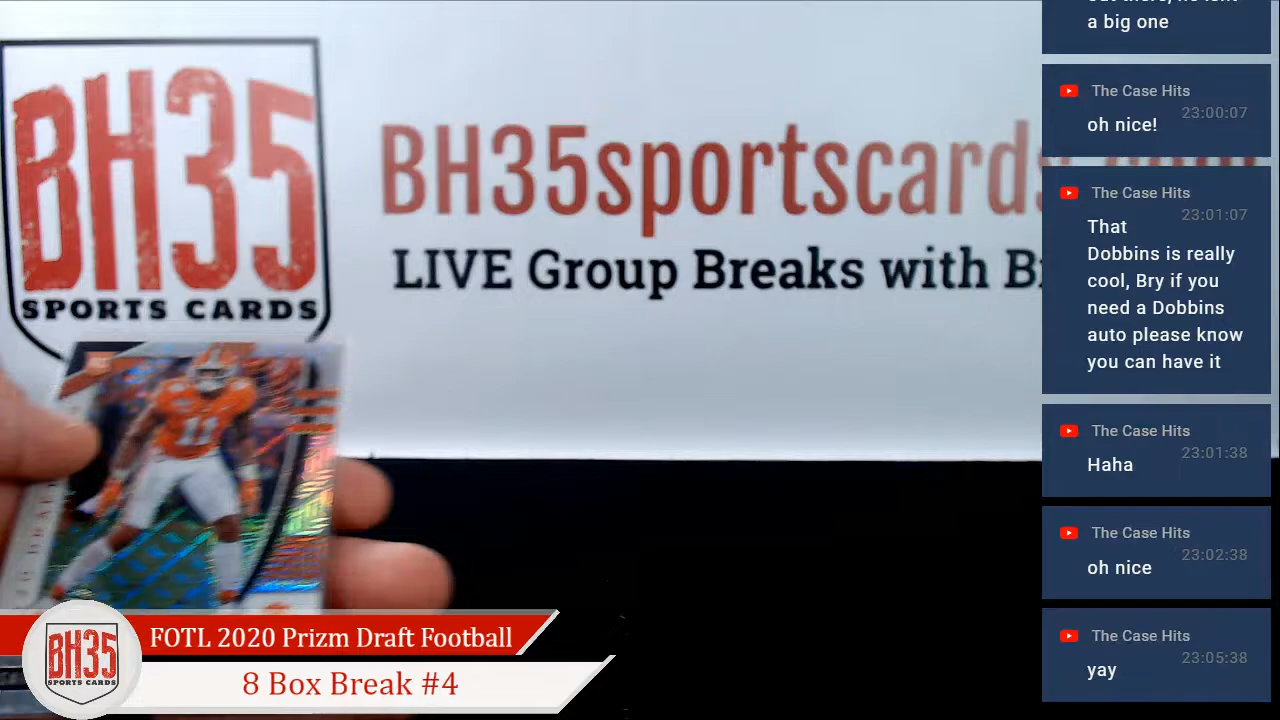 BH35
SPORTS CARDS
BH35sportscards
LIVE Group Breaks with
a big one
The Case Hits
23:00:07
oh nice!
The Case Hits
23:01:07
That
Dobbins is really
cool, Bry if you
need a Dobbins
auto please know
you can have it
The Case Hits
23:01:38
Haha
The Case Hits
23:02:38
oh nice
The Case Hits
23:05:38
yay
11
BH35
SPORTS CARDS
FOTL 2020 Prizm Draft Football
8 Box Break #4